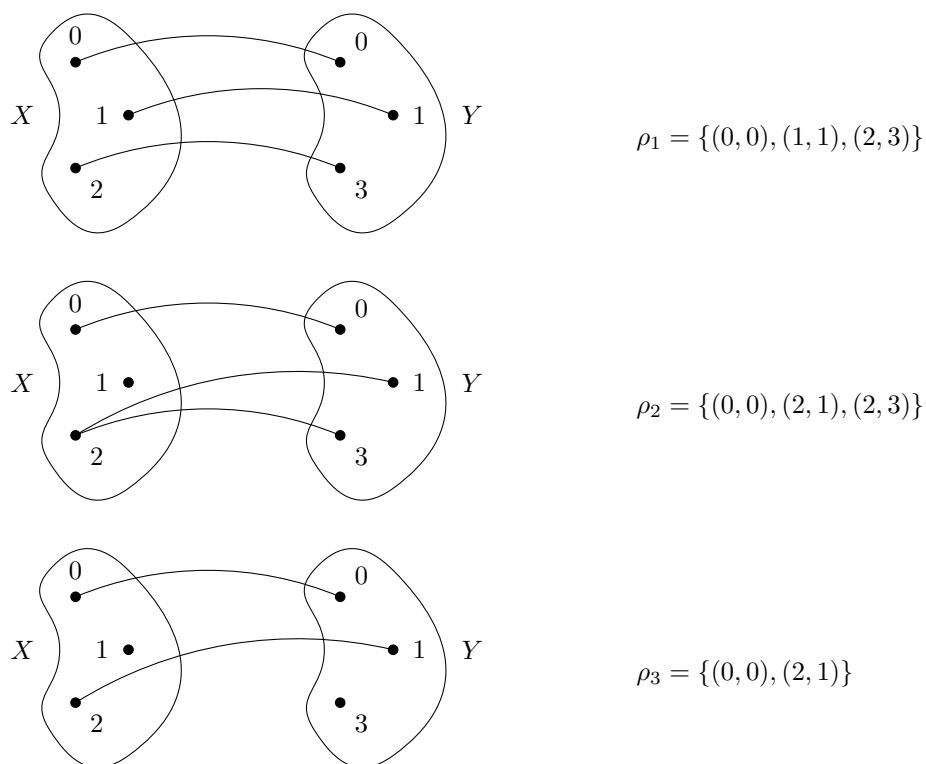 0 0
X 1 1 Y
2 3
ρ₁ = {(0, 0), (1, 1), (2, 3)}
0 0
X 1 1 Y
2 3
ρ₂ = {(0, 0), (2, 1), (2, 3)}
0 0
X 1 1 Y
2 3
ρ₃ = {(0, 0), (2, 1)}